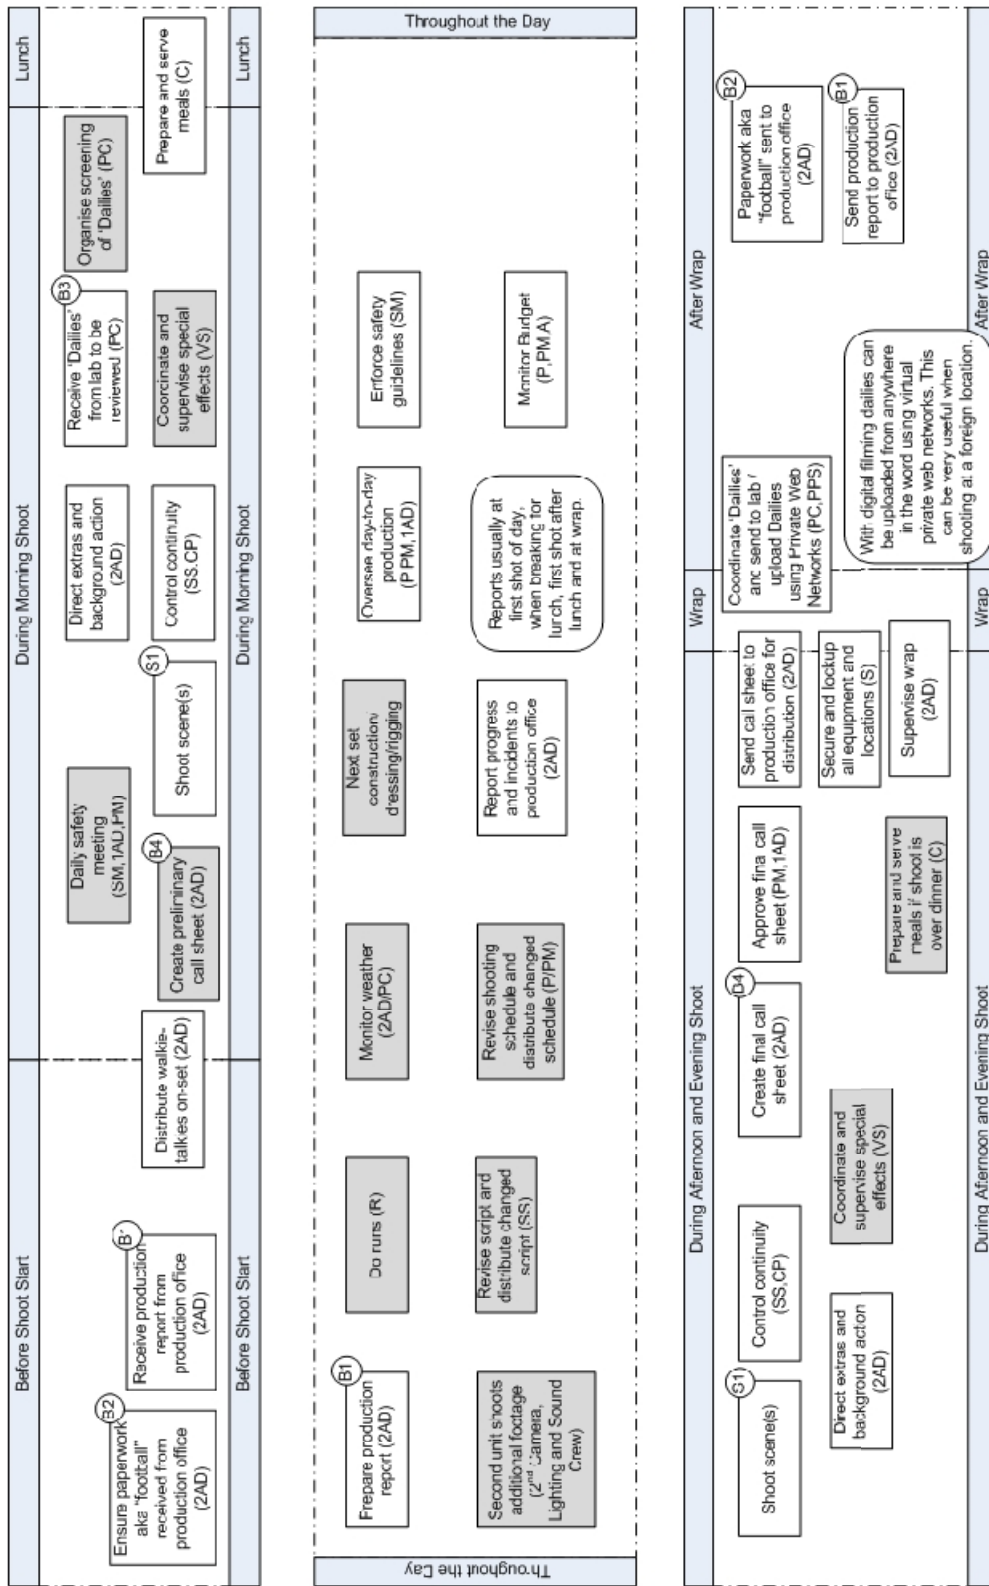 Before Shoot Start
During Morning Shoot
Lunch
B2
Ensure paperwork
aka "football"
received from
production office
(2AD)
B1
Receive production
report from
production office
(2AD)
Distribute walkie-
talkies on-set (2AD)
Daily safety
meeting
(SM,1AD,PM)
B4
Create preliminary
call sheet (2AD)
S1
Shoot scene(s)
Direct extras and
background action
(2AD)
Control continuity
(SS,CP)
B3
Receive 'Dailies'
from lab to be
reviewed (PC)
Coordinate and
supervise special
effects (VS)
Organise screening
of 'Dailies' (PC)
Prepare and serve
meals (C)
Before Shoot Start
During Morning Shoot
Lunch
Throughout the Day
B1
Prepare production
report (2AD)
Do runs (R)
Monitor weather
(2AD/PC)
Next set
construction/
dressing/rigging
Oversee day-to-day
production
(P,PM,1AD)
Enforce safety
guidelines (SM)
Second unit shoots
additional footage
(2nd Camera,
Lighting and Sound
Crew)
Revise script and
distribute changed
script (SS)
Revise shooting
schedule and
distribute changed
schedule (P/PM)
Report progress
and incidents to
production office
(2AD)
Reports usually at
first shot of day,
when breaking for
lunch, first shot after
lunch and at wrap.
Monitor Budget
(P,PM,A)
Throughout the Day
During Afternoon and Evening Shoot
Wrap
After Wrap
S1
Shoot scene(s)
Control continuity
(SS,CP)
B4
Create final call
sheet (2AD)
Approve final call
sheet (PM,1AD)
Send call sheet to
production office for
distribution (2AD)
Coordinate 'Dailies'
and send to lab /
upload Dailies
using Private Web
Networks (PC,PPS)
B2
Paperwork aka
"football" sent to
production office
(2AD)
Direct extras and
background action
(2AD)
Coordinate and
supervise special
effects (VS)
Prepare and serve
meals if shoot is
over dinner (C)
Secure and lockup
all equipment and
locations (S)
Supervise wrap
(2AD)
With digital filming dailies can
be uploaded from anywhere
in the word using virtual
private web networks. This
can be very useful when
shooting at a foreign location.
B1
Send production
report to production
office (2AD)
During Afternoon and Evening Shoot
Wrap
After Wrap